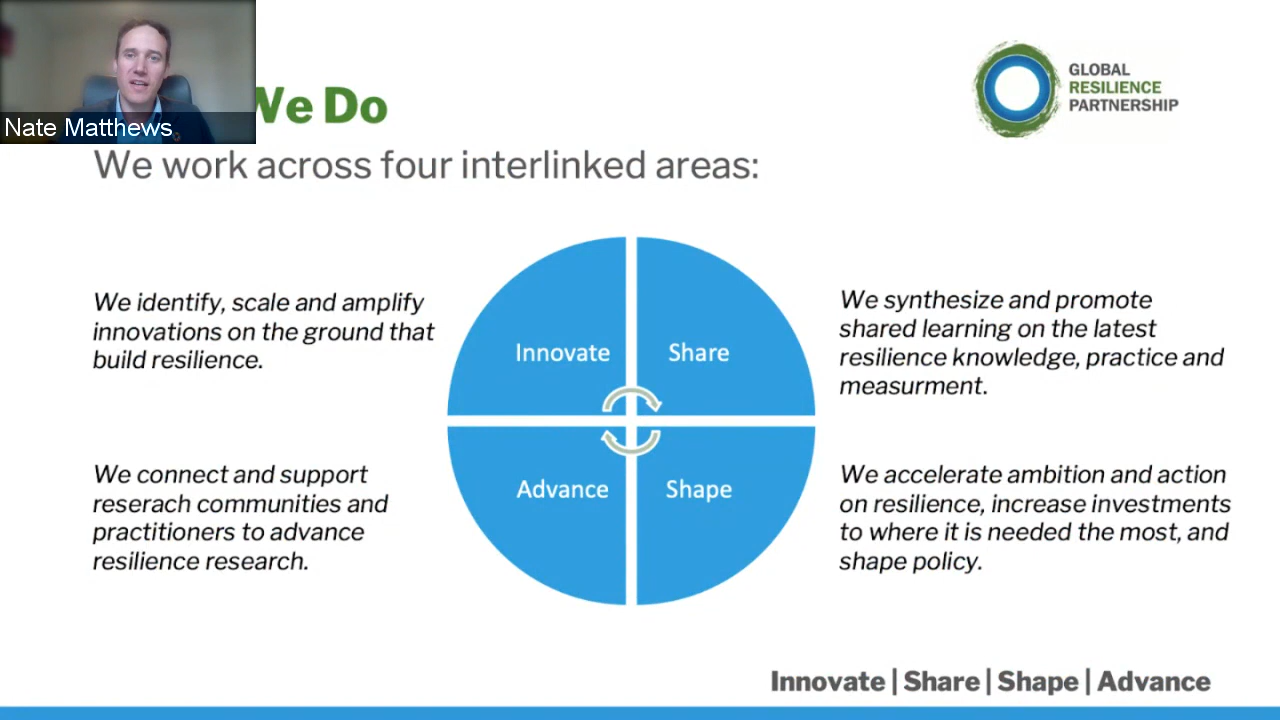 Nate Matthews
We Do
GLOBAL
RESILIENCE
PARTNERSHIP
We work across four interlinked areas:
We identify, scale and amplify
innovations on the ground that
build resilience.
Innovate
Share
We synthesize and promote
shared learning on the latest
resilience knowledge, practice and
measurment.
We connect and support
reserach communities and
practitioners to advance
resilience research.
Advance
Shape
We accelerate ambition and action
on resilience, increase investments
to where it is needed the most, and
shape policy.
Innovate | Share | Shape | Advance